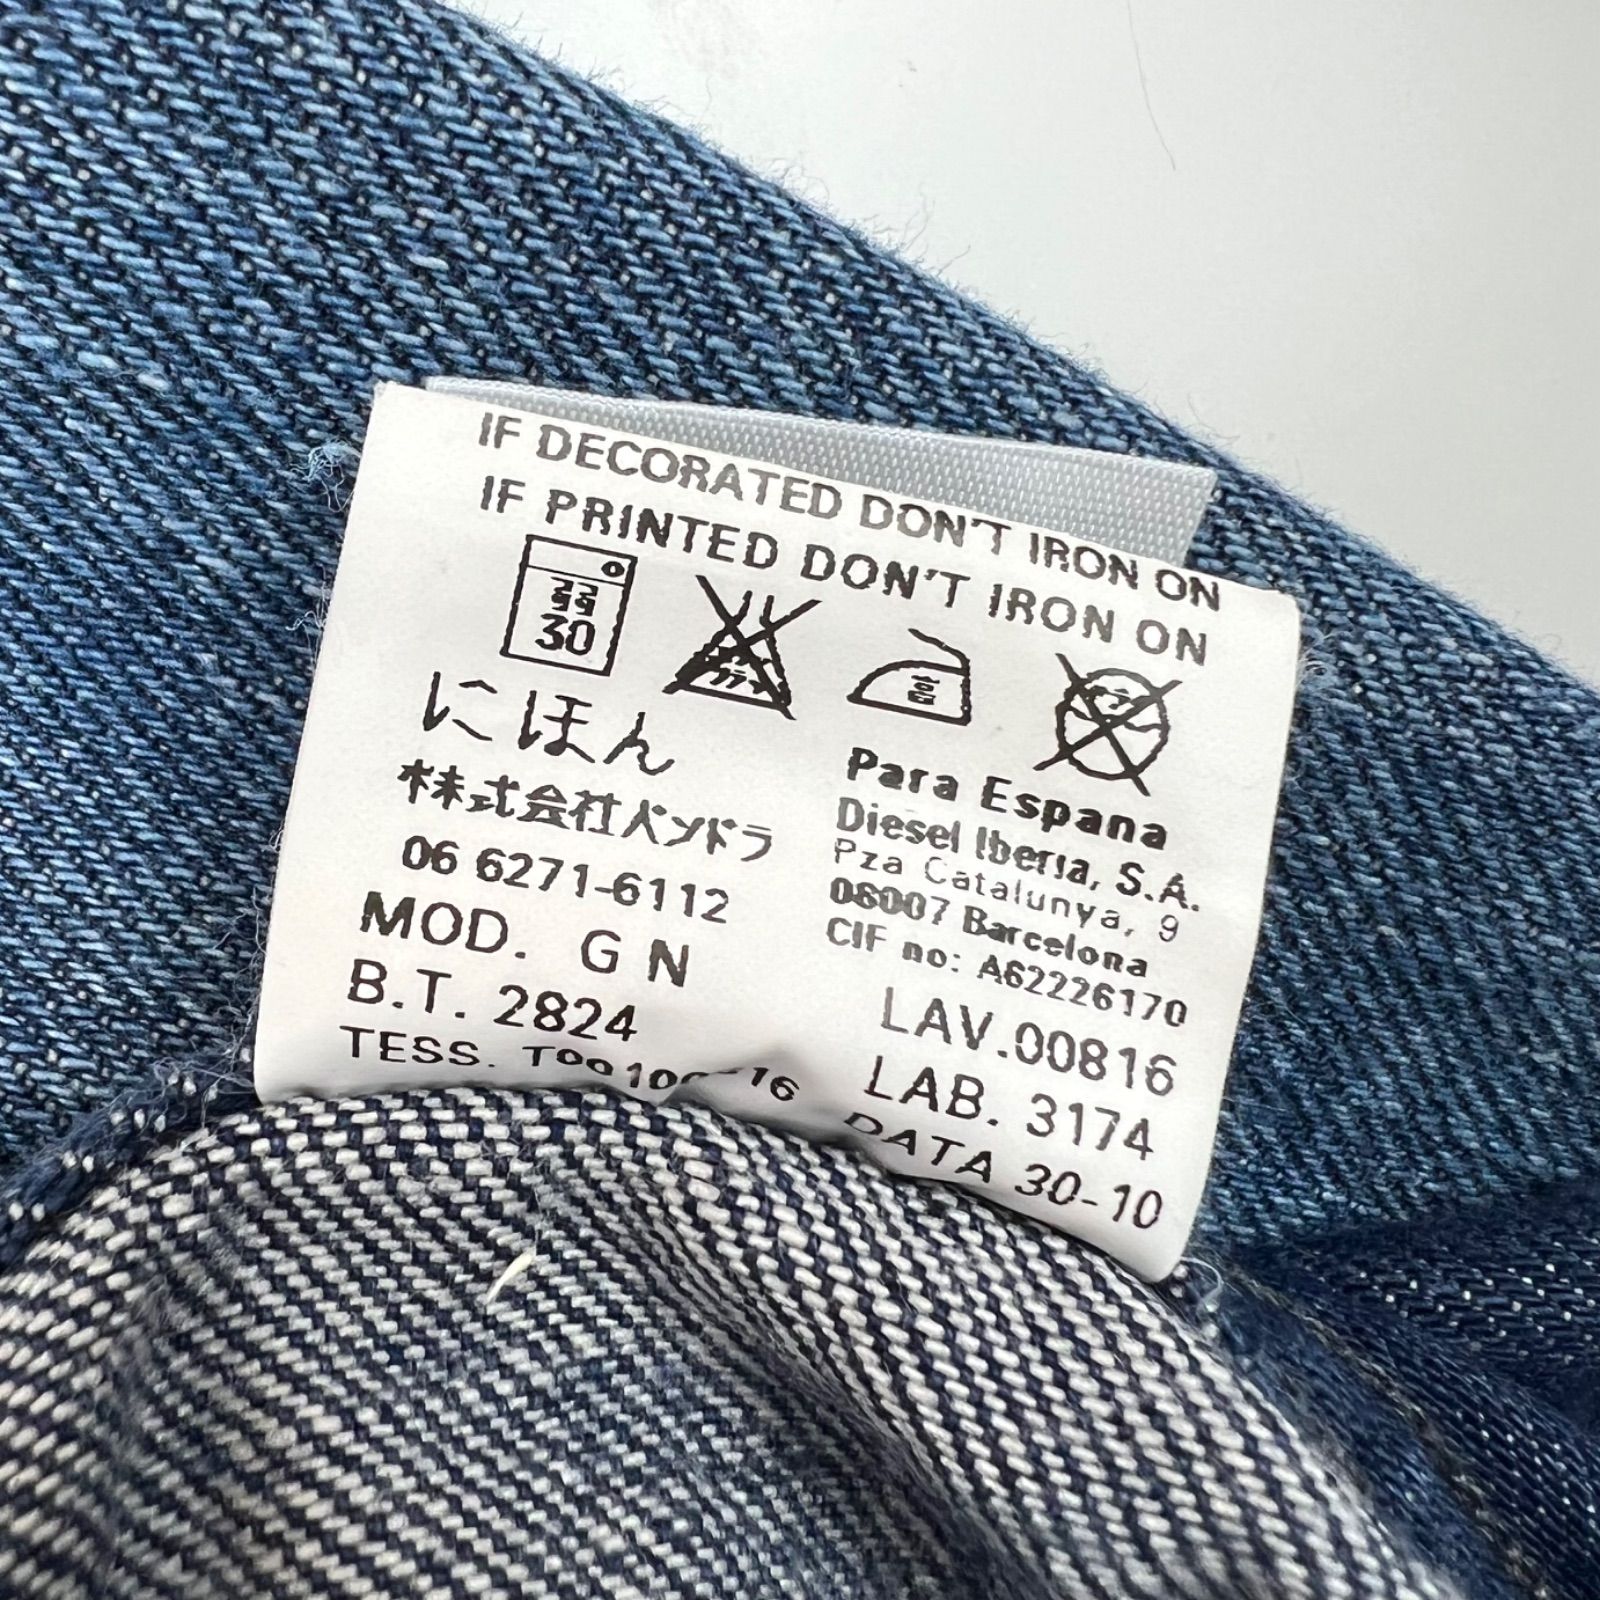 IF DECORATED DON'T IRON ON
IF PRINTED DON'T IRON ON
30
にほん
株式会社パンドラ
06 6271-6112
MOD. G N
B.T. 2824
TESS.
Para Espana
Diesel Iberia, S.A.
Pza Catalunya, 9
08007 Barcelona
CIF no: A62226170
LAV.00816
LAB. 3174
DATA 30-10